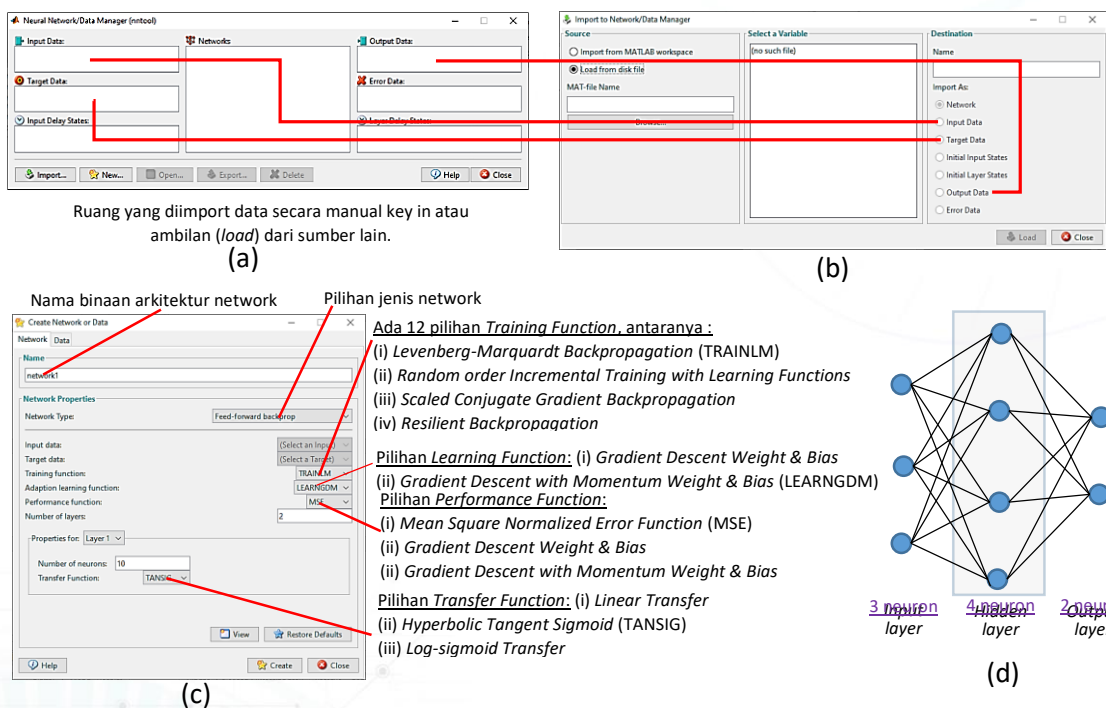 Neural Network/Data Manager (nntool)
Input Data:
Networks
Output Data:
Target Data:
Error Data:
Input Delay States:
Layer Delay States:
Import...
New...
Open...
Export...
Delete
Help
Close
Ruang yang diimport data secara manual key in atau
ambilan (load) dari sumber lain.
(a)
Import to Network/Data Manager
Source
Import from MATLAB workspace
Load from disk file
MAT-file Name
Browse...
Select a Variable
(no such file)
Destination
Name
Import As:
Network
Input Data
Target Data
Initial Input States
Initial Layer States
Output Data
Error Data
Load
Close
(b)
Nama binaan arkitektur network
Pilihan jenis network
Create Network or Data
Network Data
Name
network1
Network Properties
Network Type:
Feed-forward backprop
Input data:
(Select an Input)
Target data:
(Select a Target)
Training function:
TRAINLM
Adaption learning function:
LEARNGDM
Performance function:
MSE
Number of layers:
2
Properties for: Layer 1
Number of neurons: 10
Transfer Function: TANSIG
View
Restore Defaults
Help
Create
Close
(c)
Ada 12 pilihan Training Function, antaranya :
(i) Levenberg-Marquardt Backpropagation (TRAINLM)
(ii) Random order Incremental Training with Learning Functions
(iii) Scaled Conjugate Gradient Backpropagation
(iv) Resilient Backpropagation
Pilihan Learning Function: (i) Gradient Descent Weight & Bias
(ii) Gradient Descent with Momentum Weight & Bias (LEARNGDM)
Pilihan Performance Function:
(i) Mean Square Normalized Error Function (MSE)
(ii) Gradient Descent Weight & Bias
(ii) Gradient Descent with Momentum Weight & Bias
Pilihan Transfer Function: (i) Linear Transfer
(ii) Hyperbolic Tangent Sigmoid (TANSIG)
(iii) Log-sigmoid Transfer
3 neuron
4 neuron
2 neuron
Input
layer
Hidden
layer
Output
layer
(d)